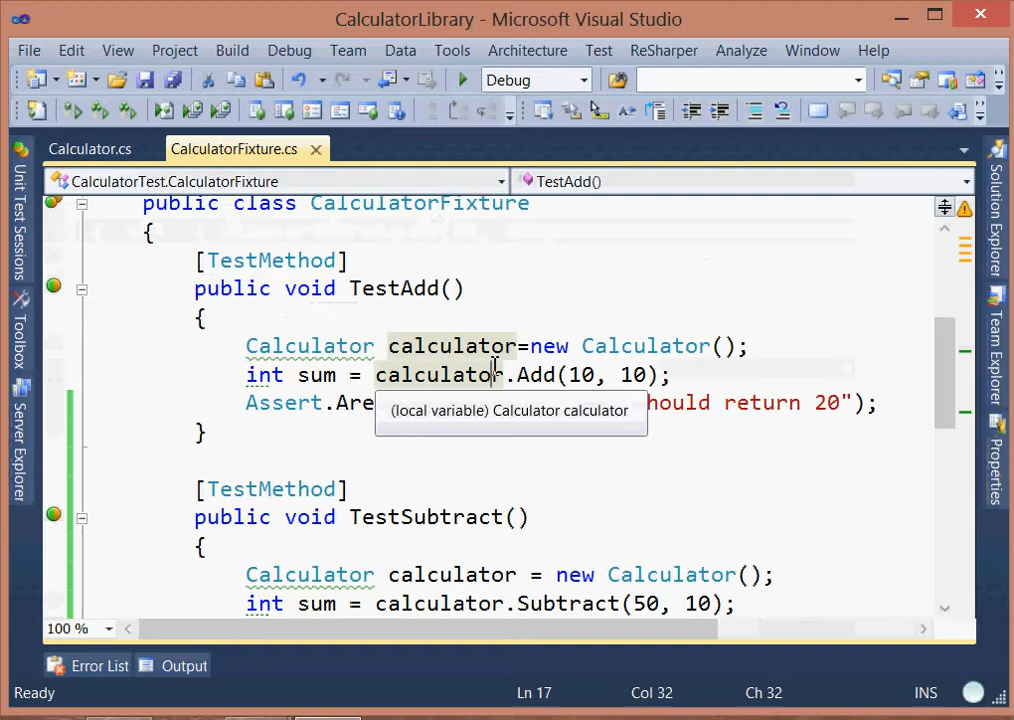 CalculatorLibrary - Microsoft Visual Studio
File Edit View Project Build Debug Team Data Tools Architecture Test ReSharper Analyze Window Help
Debug
Calculator.cs CalculatorFixture.cs
CalculatorTest.CalculatorFixture TestAdd()
Unit Test Sessions
Toolbox
Server Explorer
public class CalculatorFixture
{
[TestMethod]
public void TestAdd()
{
Calculator calculator=new Calculator();
int sum = calculator.Add(10, 10);
Assert.Are hould return 20");
(local variable) Calculator calculator
}
[TestMethod]
public void TestSubtract()
{
Calculator calculator = new Calculator();
int sum = calculator.Subtract(50, 10);
Solution Explorer
Team Explorer
Properties
100 %
Error List Output
Ready Ln 17 Col 32 Ch 32 INS